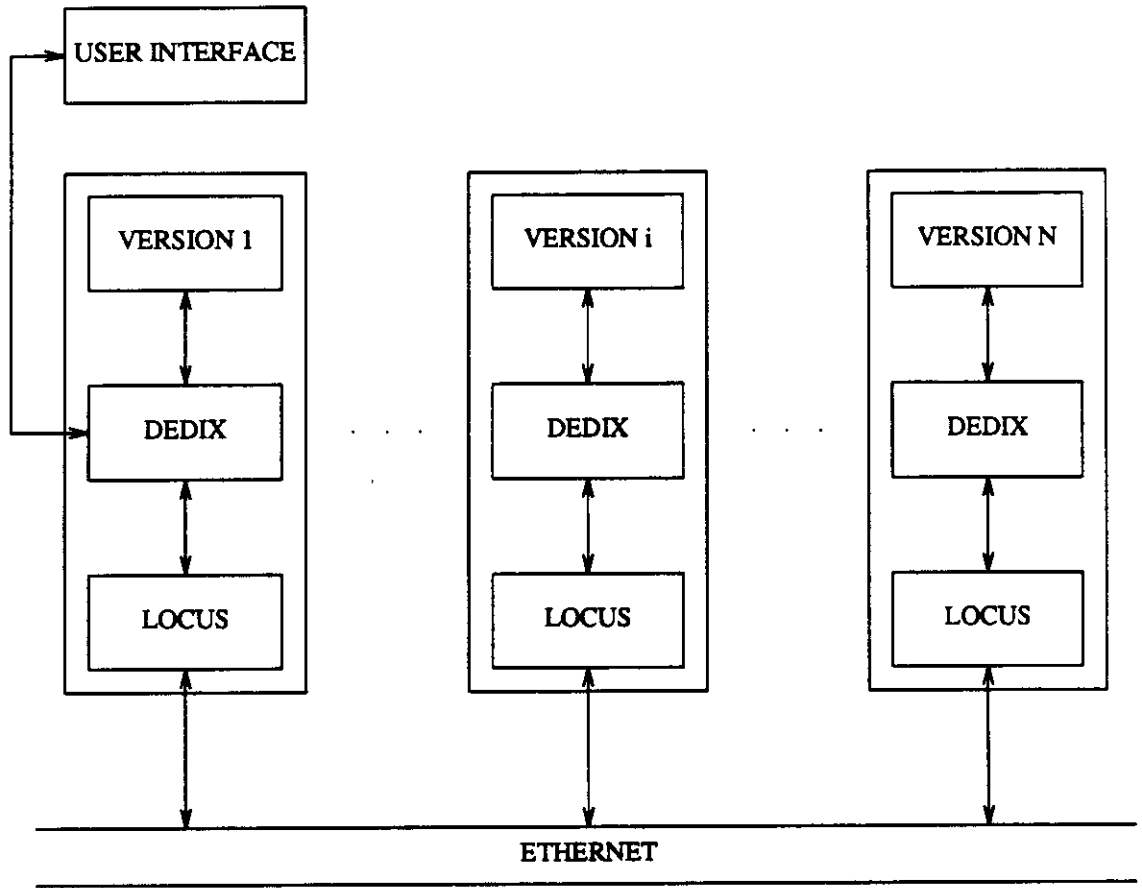 USER INTERFACE
VERSION 1
VERSION i
VERSION N
DEDIX
. . .
DEDIX
. . .
DEDIX
LOCUS
LOCUS
LOCUS
ETHERNET